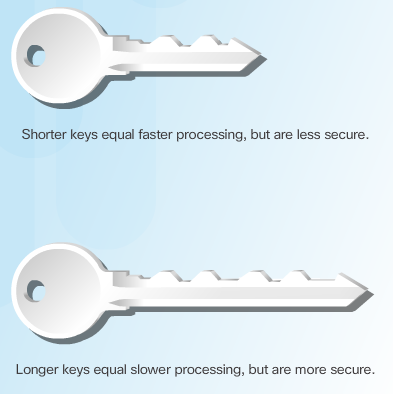 Shorter keys equal faster processing, but are less secure.
Longer keys equal slower processing, but are more secure.